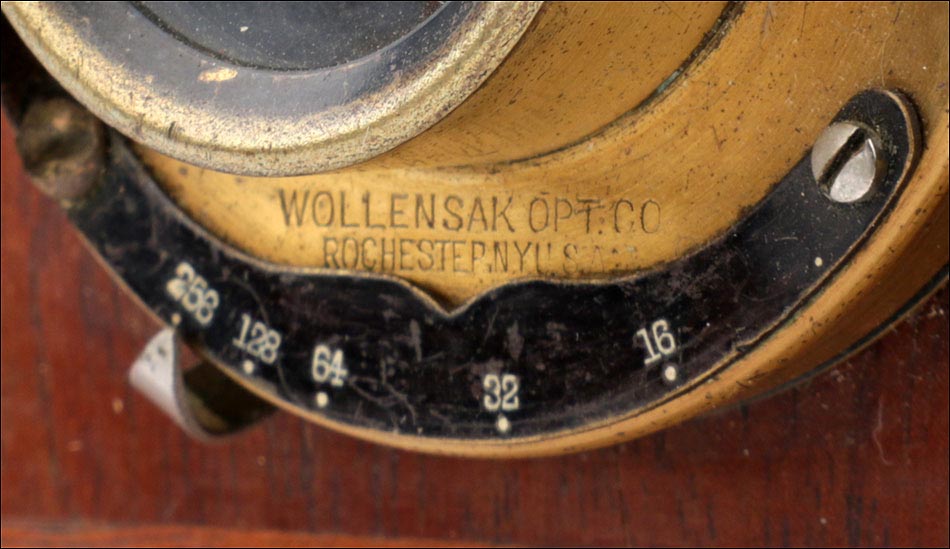 WOLLENSAK OPT. CO
ROCHESTER, N.Y. U.S.A.
256 128 64 32 16